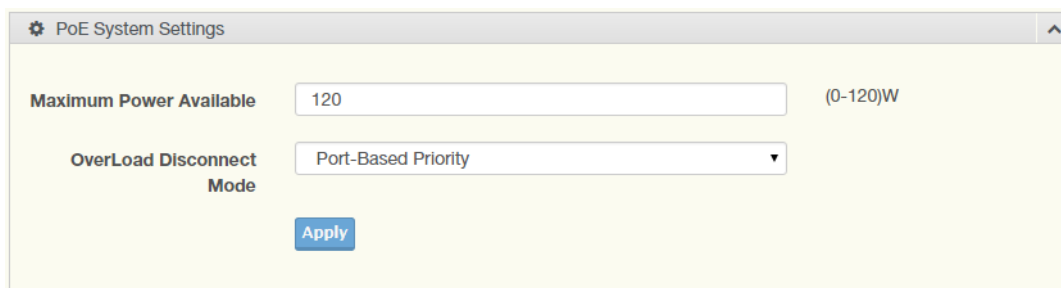 PoE System Settings
Maximum Power Available 120 (0-120)W
OverLoad Disconnect Port-Based Priority
Mode
Apply